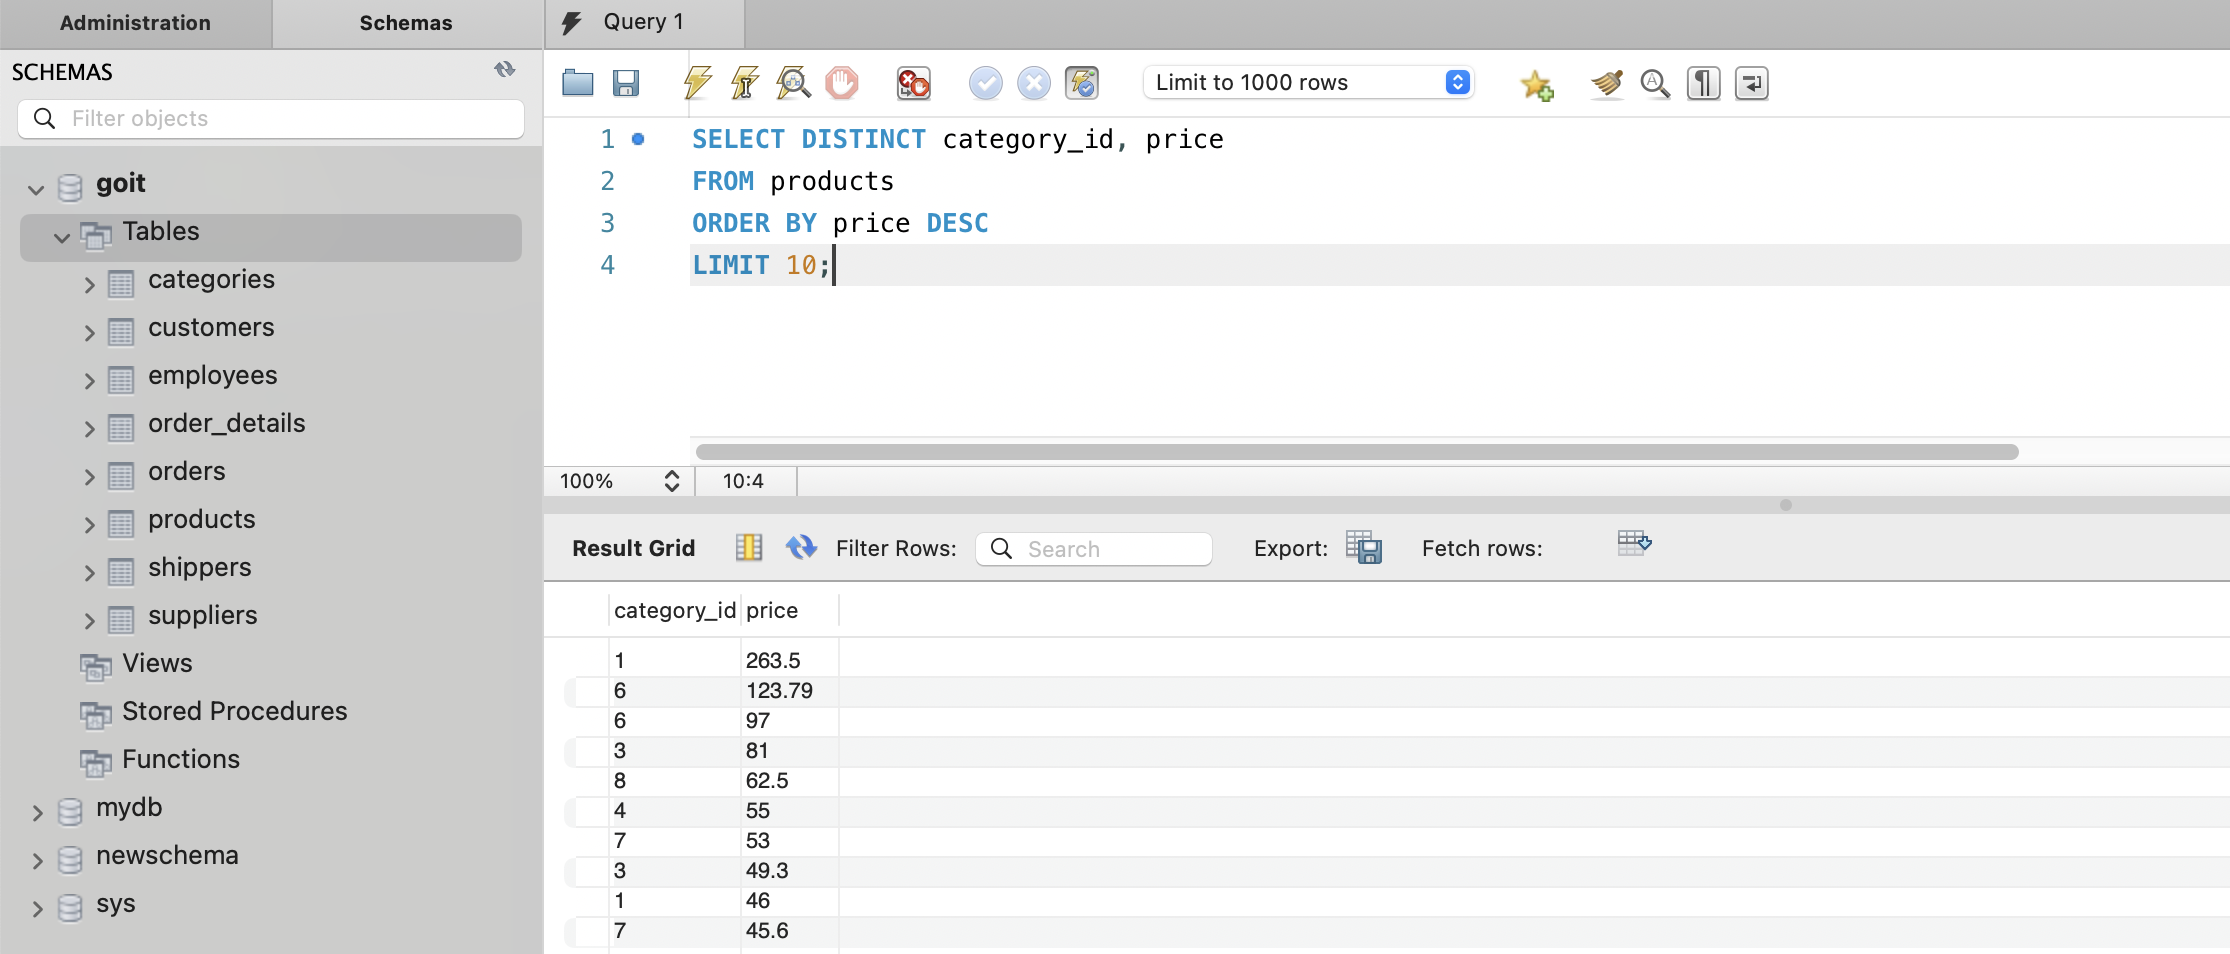 Administration
Schemas
Query 1
SCHEMAS
Filter objects
goit
Tables
categories
customers
employees
order_details
orders
products
shippers
suppliers
Views
Stored Procedures
Functions
mydb
newschema
sys
Limit to 1000 rows
1 SELECT DISTINCT category_id, price
2 FROM products
3 ORDER BY price DESC
4 LIMIT 10;
100% 10:4
Result Grid Filter Rows: Search Export: Fetch rows:
category_id price
1 263.5
6 123.79
6 97
3 81
8 62.5
4 55
7 53
3 49.3
1 46
7 45.6